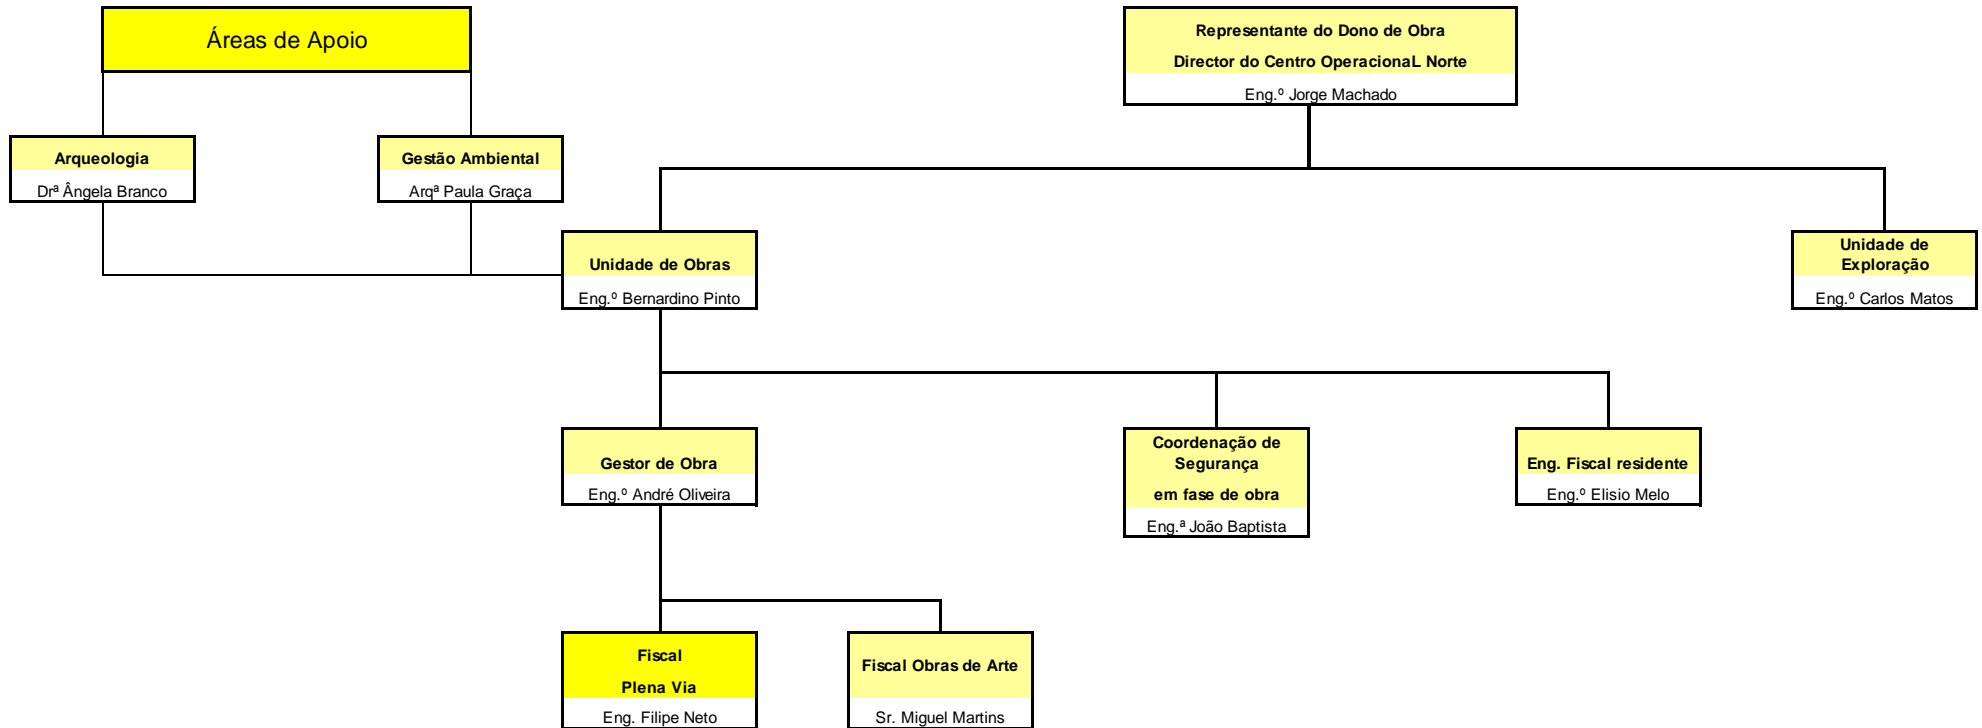 Áreas de Apoio
Representante do Dono de Obra
Director do Centro OperacionaL Norte
Eng.º Jorge Machado
Arqueologia
Drª Ângela Branco
Gestão Ambiental
Arqª Paula Graça
Unidade de Obras
Eng.º Bernardino Pinto
Unidade de
Exploração
Eng.º Carlos Matos
Gestor de Obra
Eng.º André Oliveira
Coordenação de
Segurança
em fase de obra
Eng.ª João Baptista
Eng. Fiscal residente
Eng.º Elisio Melo
Fiscal
Plena Via
Eng. Filipe Neto
Fiscal Obras de Arte
Sr. Miguel Martins